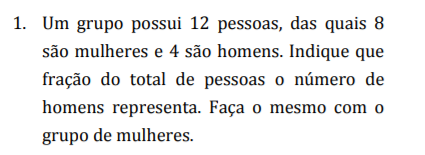 1. Um grupo possui 12 pessoas, das quais 8
são mulheres e 4 são homens. Indique que
fração do total de pessoas o número de
homens representa. Faça o mesmo com o
grupo de mulheres.